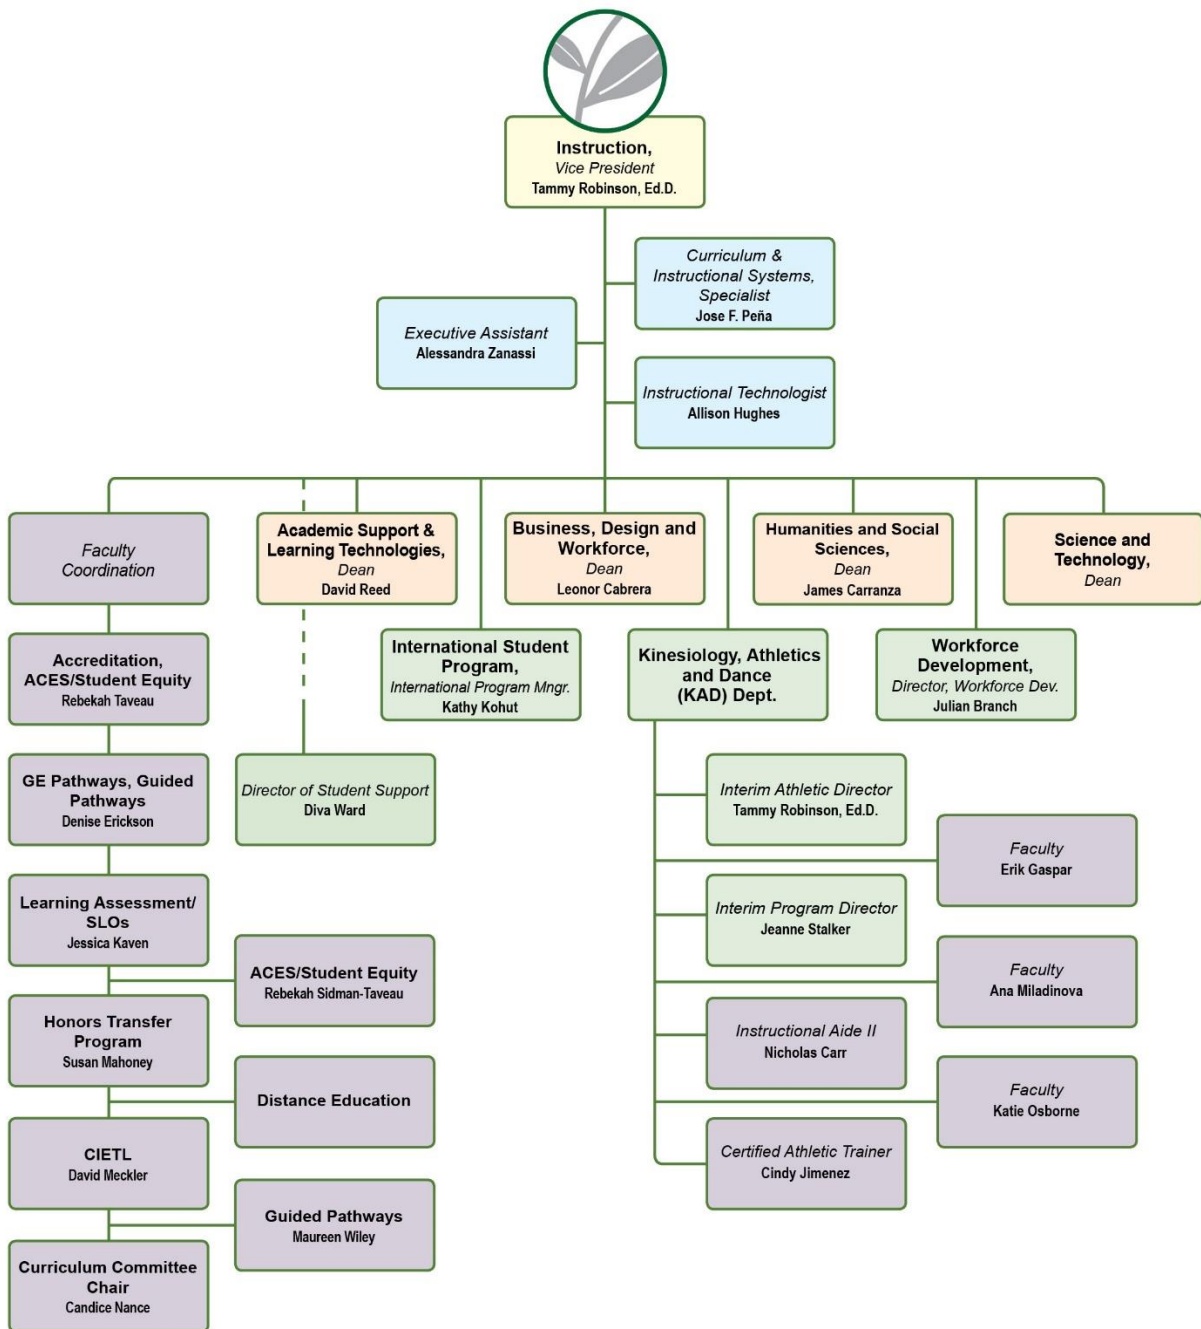 Instruction,
Vice President
Tammy Robinson, Ed.D.
Curriculum &
Instructional Systems,
Specialist
Jose F. Peña
Executive Assistant
Alessandra Zanassi
Instructional Technologist
Allison Hughes
Faculty
Coordination
Academic Support &
Learning Technologies,
Dean
David Reed
Business, Design and
Workforce,
Dean
Leonor Cabrera
Humanities and Social
Sciences,
Dean
James Carranza
Science and
Technology,
Dean
International Student
Program,
International Program Mngr.
Kathy Kohut
Kinesiology, Athletics
and Dance
(KAD) Dept.
Workforce
Development,
Director, Workforce Dev.
Julian Branch
Accreditation,
ACES/Student Equity
Rebekah Taveau
GE Pathways, Guided
Pathways
Denise Erickson
Director of Student Support
Diva Ward
Interim Athletic Director
Tammy Robinson, Ed.D.
Faculty
Erik Gaspar
Learning Assessment/
SLOs
Jessica Kaven
Interim Program Director
Jeanne Stalker
ACES/Student Equity
Rebekah Sidman-Taveau
Faculty
Ana Miladinova
Honors Transfer
Program
Susan Mahoney
Instructional Aide II
Nicholas Carr
Distance Education
Faculty
Katie Osborne
CIETL
David Meckler
Certified Athletic Trainer
Cindy Jimenez
Guided Pathways
Maureen Wiley
Curriculum Committee
Chair
Candice Nance